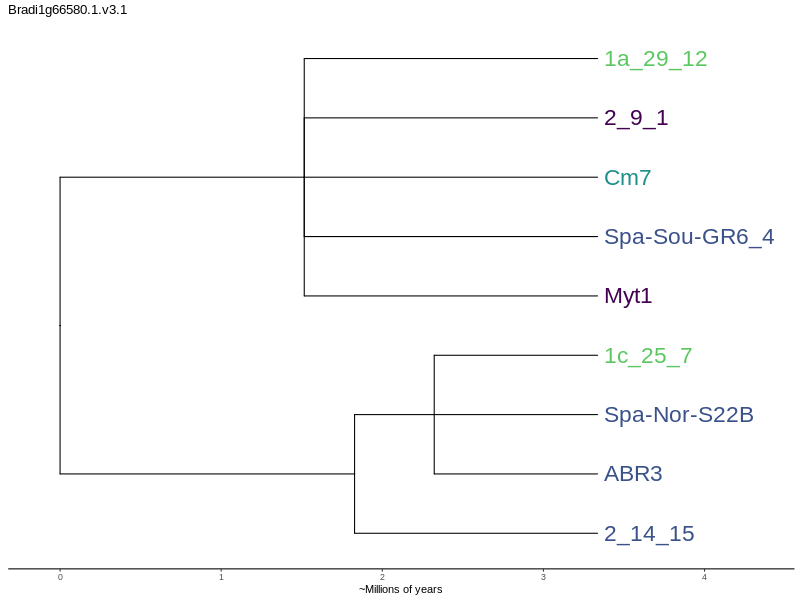 Bradi1g66580.1.v3.1
1a_29_12
2_9_1
Cm7
Spa-Sou-GR6_4
Myt1
1c_25_7
Spa-Nor-S22B
ABR3
2_14_15
0 1 2 3 4
~Millions of years